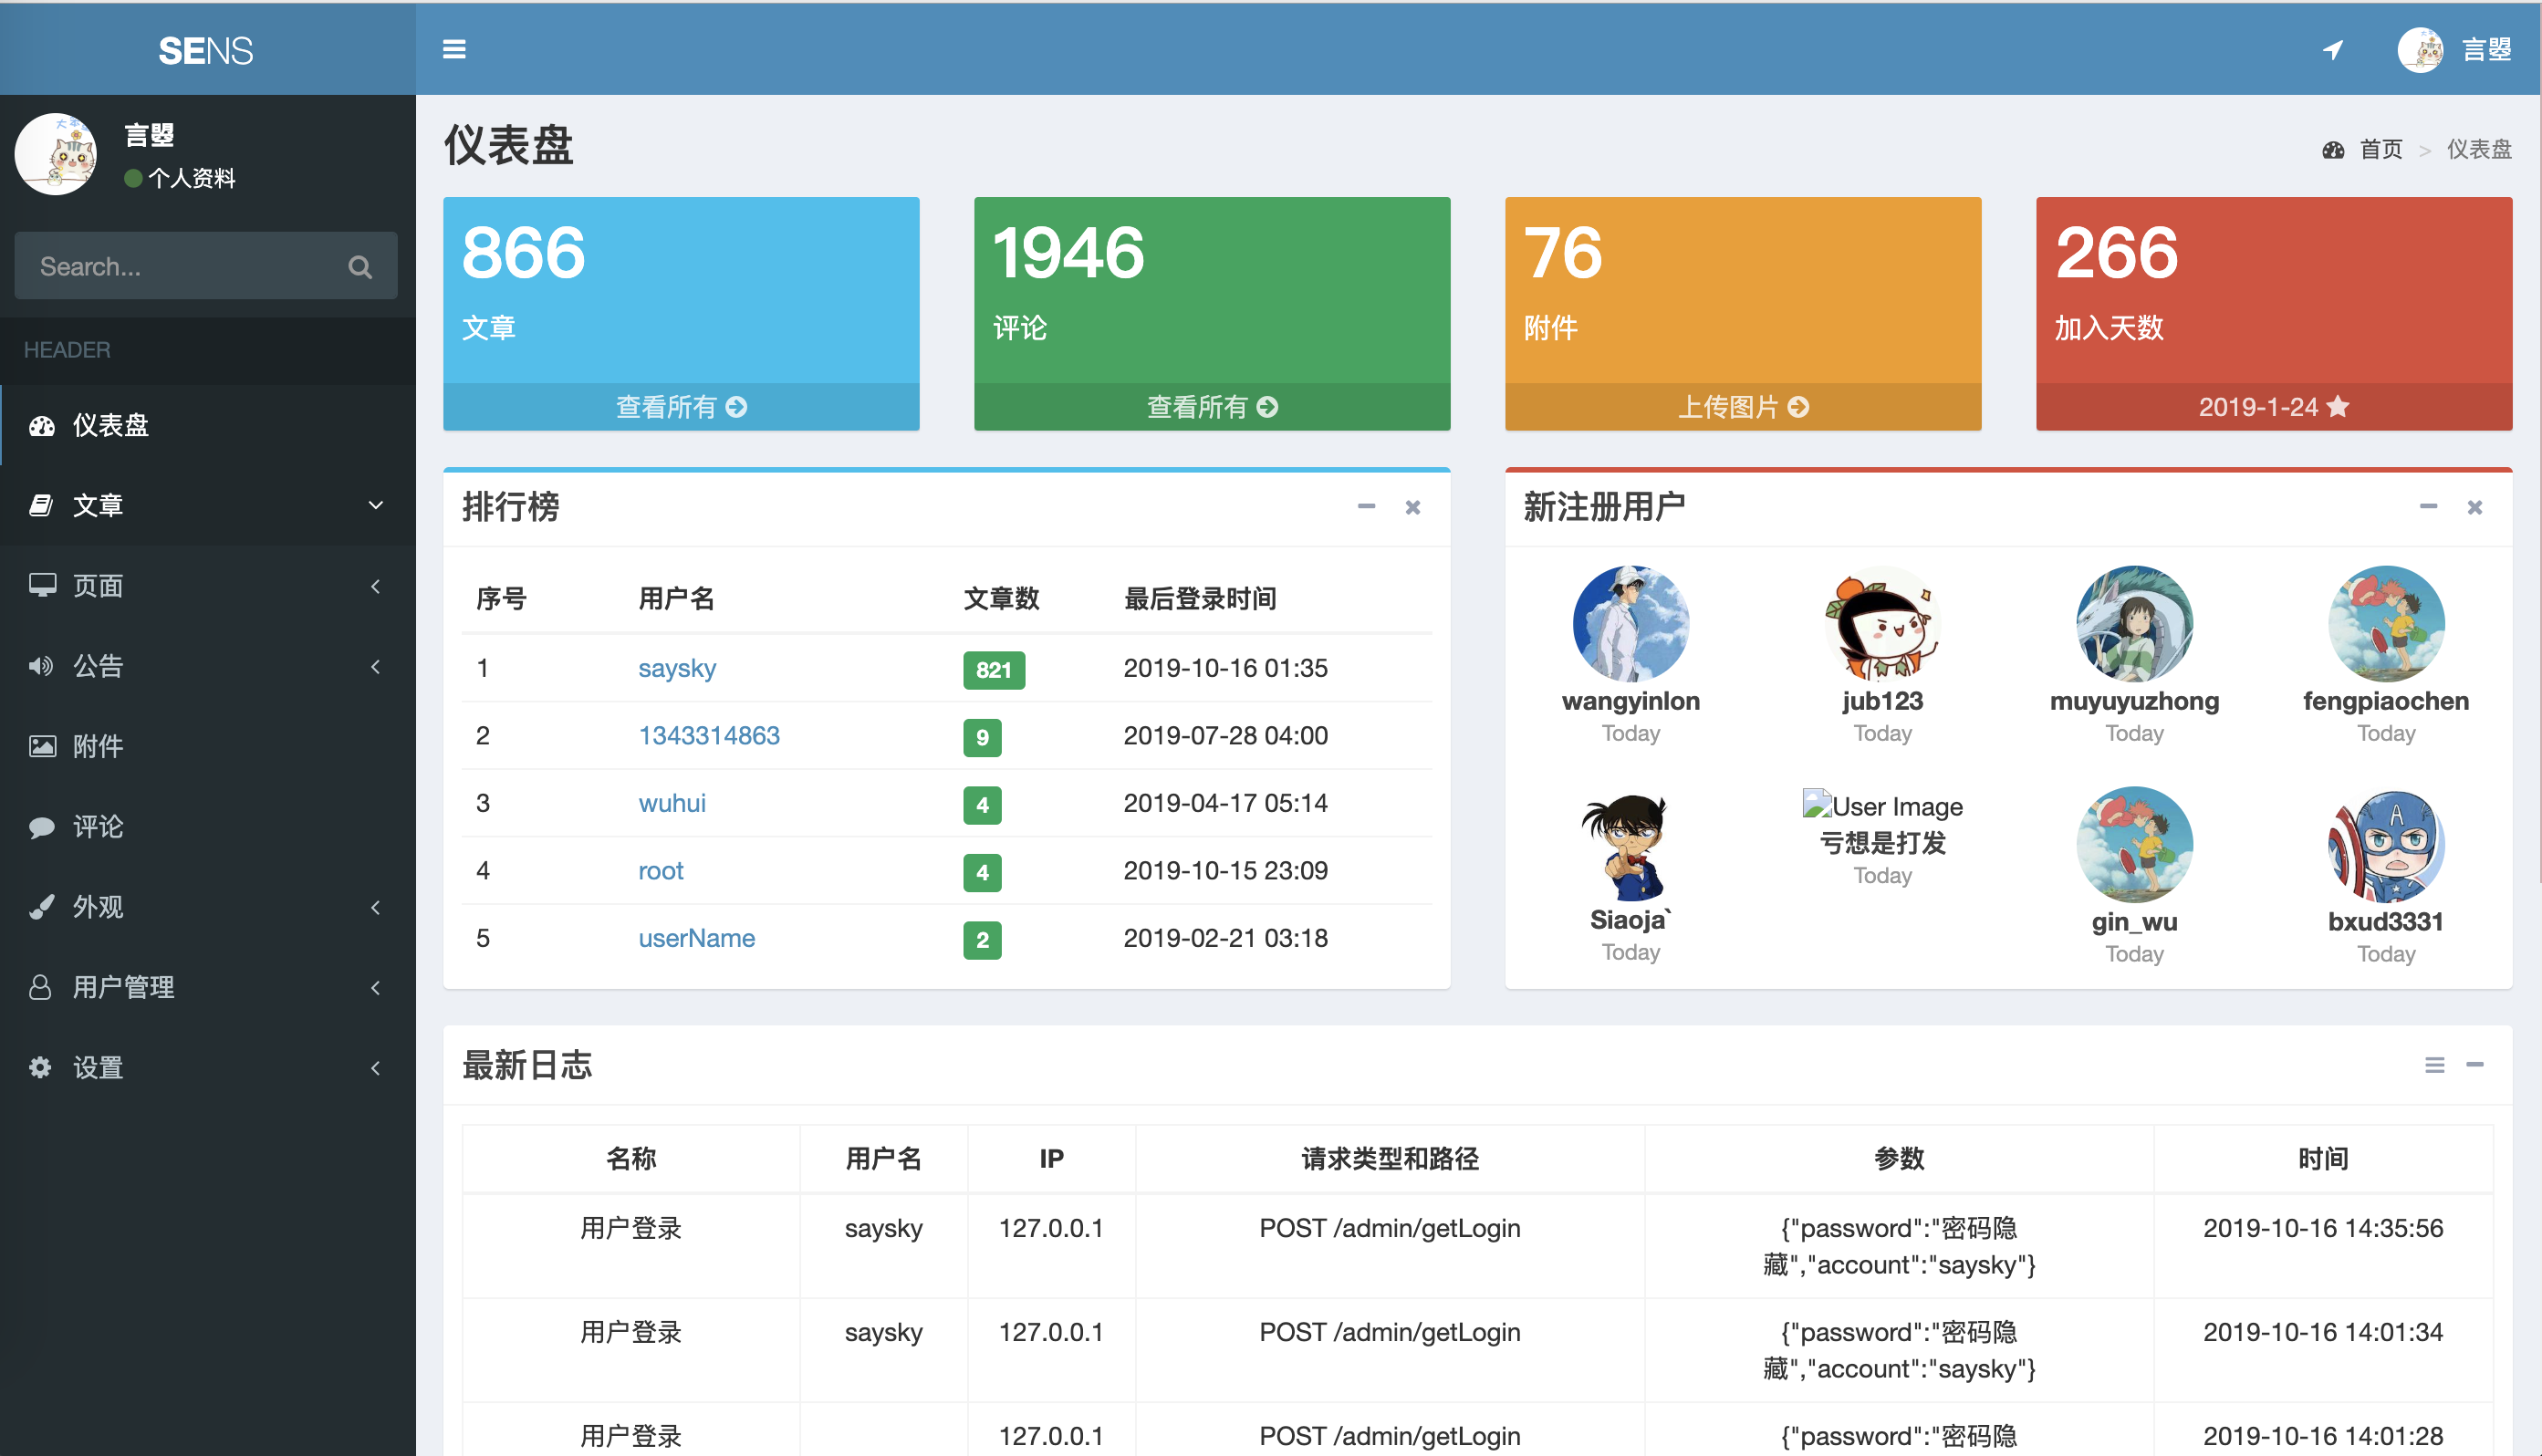 SENS
言曌
言曌
个人资料
Search...
HEADER
仪表盘
文章
页面
公告
附件
评论
外观
用户管理
设置
仪表盘
首页 > 仪表盘
866
文章
查看所有
1946
评论
查看所有
76
附件
上传图片
266
加入天数
2019-1-24
排行榜
序号 用户名 文章数 最后登录时间
1 saysky 821 2019-10-16 01:35
2 1343314863 9 2019-07-28 04:00
3 wuhui 4 2019-04-17 05:14
4 root 4 2019-10-15 23:09
5 userName 2 2019-02-21 03:18
新注册用户
wangyinlon jub123 muyuyuzhong fengpiaochen
Today Today Today Today
User Image
亏想是打发
Today
Siaoja` gin_wu bxud3331
Today Today Today
最新日志
名称 用户名 IP 请求类型和路径 参数 时间
用户登录 saysky 127.0.0.1 POST /admin/getLogin {"password":"密码隐 2019-10-16 14:35:56
藏","account":"saysky"}
用户登录 saysky 127.0.0.1 POST /admin/getLogin {"password":"密码隐 2019-10-16 14:01:34
藏","account":"saysky"}
用户登录 127.0.0.1 POST /admin/getLogin {"password":"密码隐 2019-10-16 14:01:28